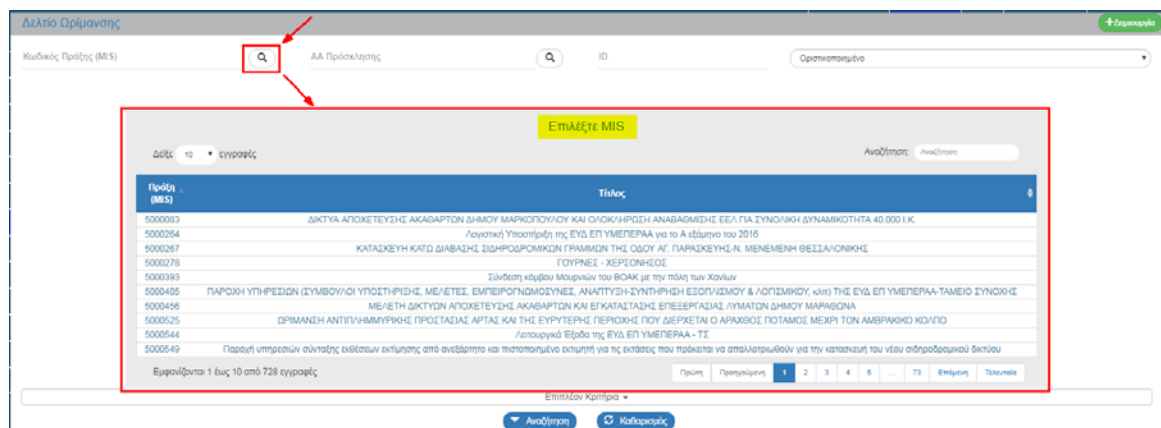 Δελτίο Ωρίμανσης
Δημιουργία
Κωδικός Πράξης (MIS) ΑΑ Πρόσκλησης ID Οριστικοποιημένο
Επιλέξτε MIS
Δείξε 10 εγγραφές Αναζήτηση: Αναζήτηση
Πράξη (MIS) Τίτλος
5000083 ΔΙΚΤΥΑ ΑΠΟΧΕΤΕΥΣΗΣ ΑΚΑΘΑΡΤΩΝ ΔΗΜΟΥ ΜΑΡΚΟΠΟΥΛΟΥ ΚΑΙ ΟΛΟΚΛΗΡΩΣΗ ΑΝΑΒΑΘΜΙΣΗΣ ΕΕΛ ΓΙΑ ΣΥΝΟΛΙΚΗ ΔΥΝΑΜΙΚΟΤΗΤΑ 40.000 Ι.Κ.
5000264 Λογιστική Υποστήριξη της ΕΥΔ ΕΠ ΥΜΕΠΕΡΑΑ για το Α εξάμηνο του 2016
5000267 ΚΑΤΑΣΚΕΥΗ ΚΑΤΩ ΔΙΑΒΑΣΗΣ ΣΙΔΗΡΟΔΡΟΜΙΚΩΝ ΓΡΑΜΜΩΝ ΤΗΣ ΟΔΟΥ ΑΓ. ΠΑΡΑΣΚΕΥΗΣ-Ν. ΜΕΝΕΜΕΝΗ ΘΕΣΣΑΛΟΝΙΚΗΣ
5000278 ΓΟΥΡΝΕΣ - ΧΕΡΣΟΝΗΣΟΣ
5000393 Σύνδεση κόμβου Μουρνιών του ΒΟΑΚ με την πόλη των Χανίων
5000405 ΠΑΡΟΧΗ ΥΠΗΡΕΣΙΩΝ (ΣΥΜΒΟΥΛΟΙ ΥΠΟΣΤΗΡΙΞΗΣ, ΜΕΛΕΤΕΣ, ΕΜΠΕΙΡΟΓΝΩΜΟΣΥΝΕΣ, ΑΝΑΠΤΥΞΗ-ΣΥΝΤΗΡΗΣΗ ΕΞΟΠΛΙΣΜΟΥ & ΛΟΓΙΣΜΙΚΟΥ, κλπ) ΤΗΣ ΕΥΔ ΕΠ ΥΜΕΠΕΡΑΑ-ΤΑΜΕΙΟ ΣΥΝΟΧΗΣ
5000456 ΜΕΛΕΤΗ ΔΙΚΤΥΩΝ ΑΠΟΧΕΤΕΥΣΗΣ ΑΚΑΘΑΡΤΩΝ ΚΑΙ ΕΓΚΑΤΑΣΤΑΣΗΣ ΕΠΕΞΕΡΓΑΣΙΑΣ ΛΥΜΑΤΩΝ ΔΗΜΟΥ ΜΑΡΑΘΩΝΑ
5000525 ΩΡΙΜΑΝΣΗ ΑΝΤΙΠΛΗΜΜΥΡΙΚΗΣ ΠΡΟΣΤΑΣΙΑΣ ΑΡΤΑΣ ΚΑΙ ΤΗΣ ΕΥΡΥΤΕΡΗΣ ΠΕΡΙΟΧΗΣ ΠΟΥ ΔΙΕΡΧΕΤΑΙ Ο ΑΡΑΧΘΟΣ ΠΟΤΑΜΟΣ ΜΕΧΡΙ ΤΟΝ ΑΜΒΡΑΚΙΚΟ ΚΟΛΠΟ
5000544 Λειτουργικά Έξοδα της ΕΥΔ ΕΠ ΥΜΕΠΕΡΑΑ - ΤΣ
5000549 Παροχή υπηρεσιών σύνταξης εκθέσεων εκτίμησης από ανεξάρτητο και πιστοποιημένο εκτιμητή για τις εκτάσεις που πρόκειται να απαλλοτριωθούν για την κατασκευή του νέου σιδηροδρομικού δικτύου
Εμφανίζονται 1 έως 10 από 728 εγγραφές Πρώτη Προηγούμενη 1 2 3 4 5 ... 73 Επόμενη Τελευταία
Επιπλέον Κριτήρια
Αναζήτηση Καθαρισμός